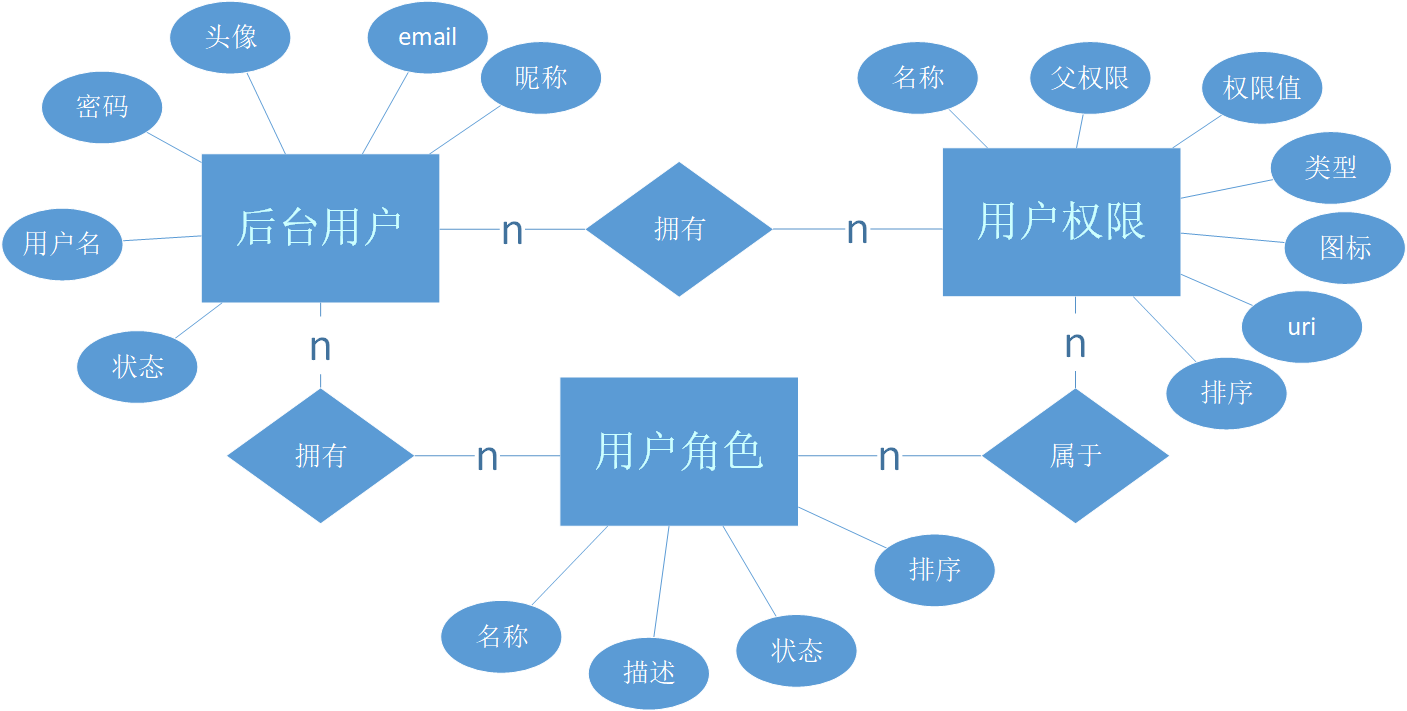 头像
email
昵称
密码
用户名
状态
后台用户
n
拥有
n
用户权限
名称
父权限
权限值
类型
图标
uri
排序
n
拥有
n
用户角色
n
属于
n
名称
描述
状态
排序